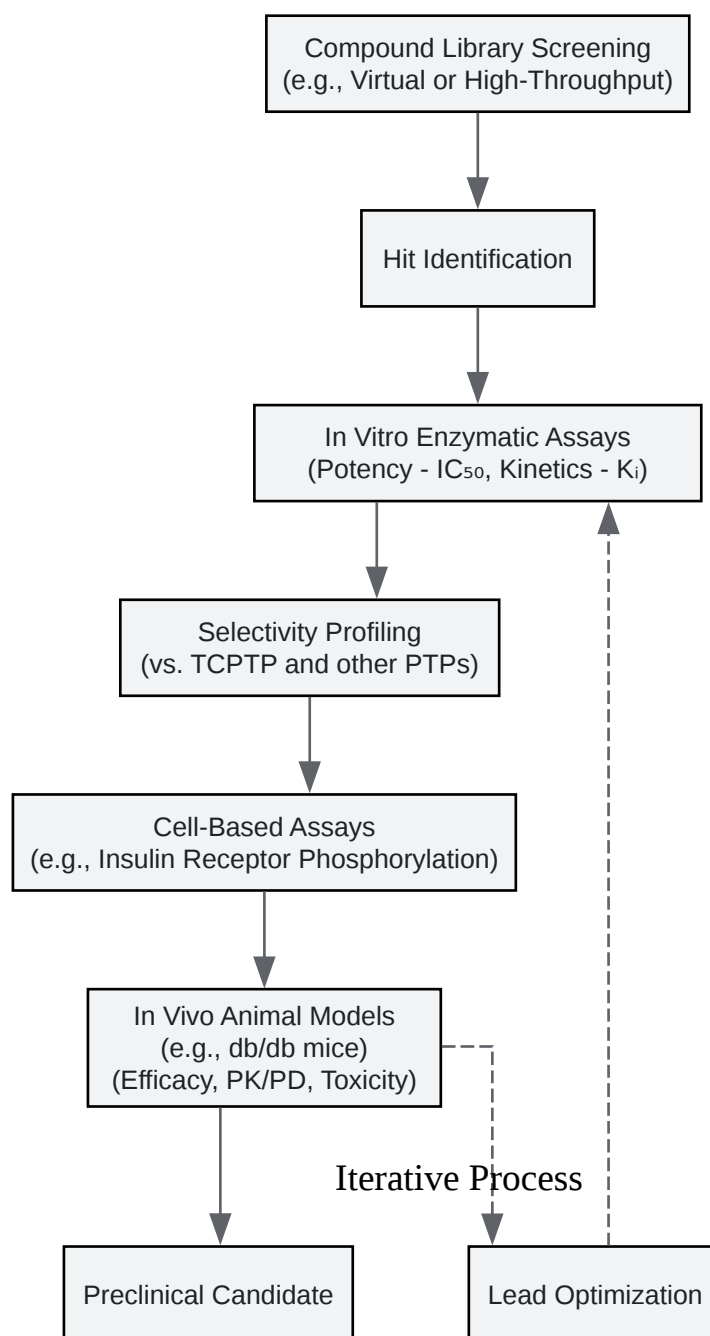 Compound Library Screening
(e.g., Virtual or High-Throughput)
Hit Identification
In Vitro Enzymatic Assays
(Potency - IC₅₀, Kinetics - Kᵢ)
Selectivity Profiling
(vs. TCPTP and other PTPs)
Cell-Based Assays
(e.g., Insulin Receptor Phosphorylation)
In Vivo Animal Models
(e.g., db/db mice)
(Efficacy, PK/PD, Toxicity)
Iterative Process
Preclinical Candidate
Lead Optimization